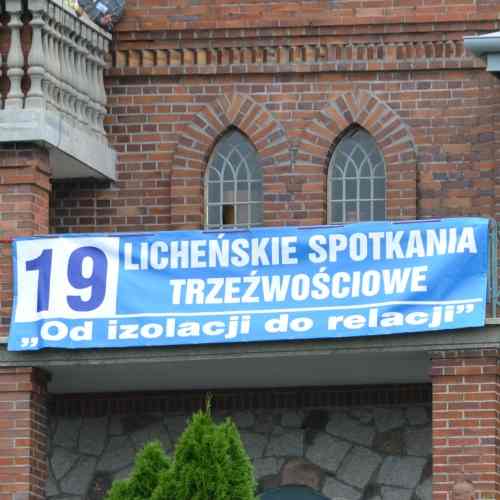 19 LICHEŃSKIE SPOTKANIA
TRZEŹWOŚCIOWE
„Od izolacji do relacji”